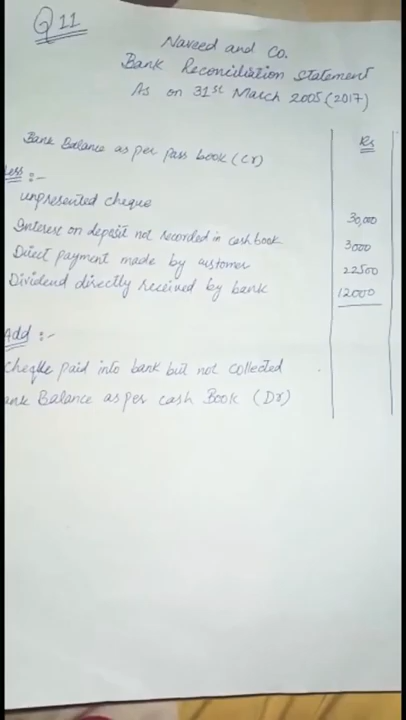 Q 11
Naveed and Co.
Bank Reconciliation Statement
As on 31st March 2005 (2017)
Rs
Bank Balance as per pass book (Cr)
Less :-
unpresented cheque 30,000
Interest on deposit not recorded in cash book 3000
Direct payment made by customer 22500
Dividend directly received by bank 12000
Add :-
cheque paid into bank but not collected
ank Balance as per cash Book (Dr)